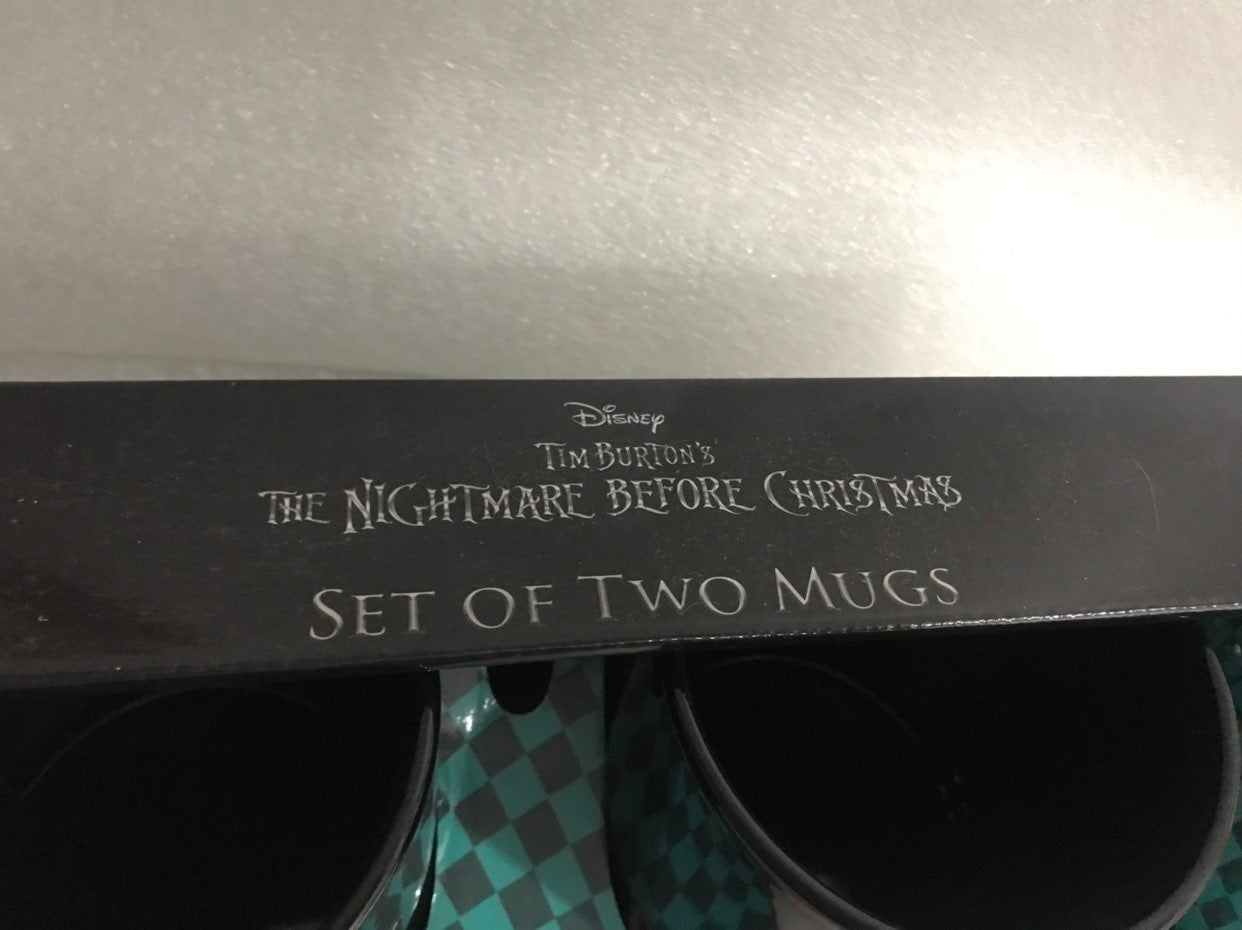 Disney
Tim Burton's
The Nightmare Before Christmas
Set of Two Mugs